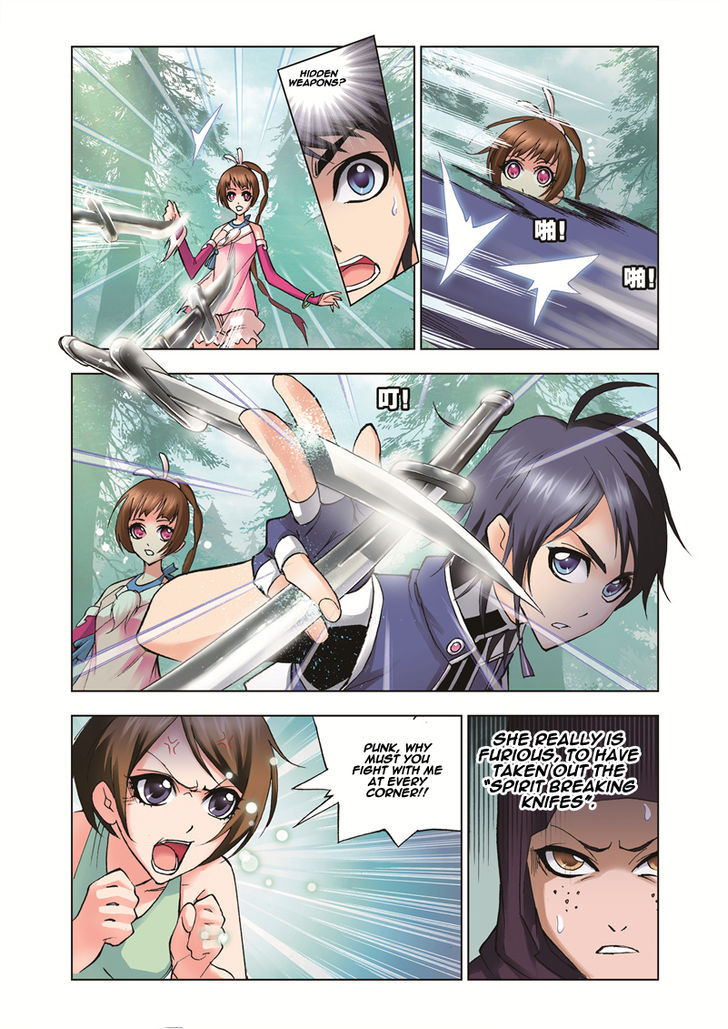 HIDDEN
WEAPONS?
啪!
啪!
叮!
PUNK, WHY
MUST YOU
FIGHT WITH ME
AT EVERY
CORNER!!
SHE REALLY IS
FURIOUS, TO HAVE
TAKEN OUT THE
"SPIRIT BREAKING
KNIFES".